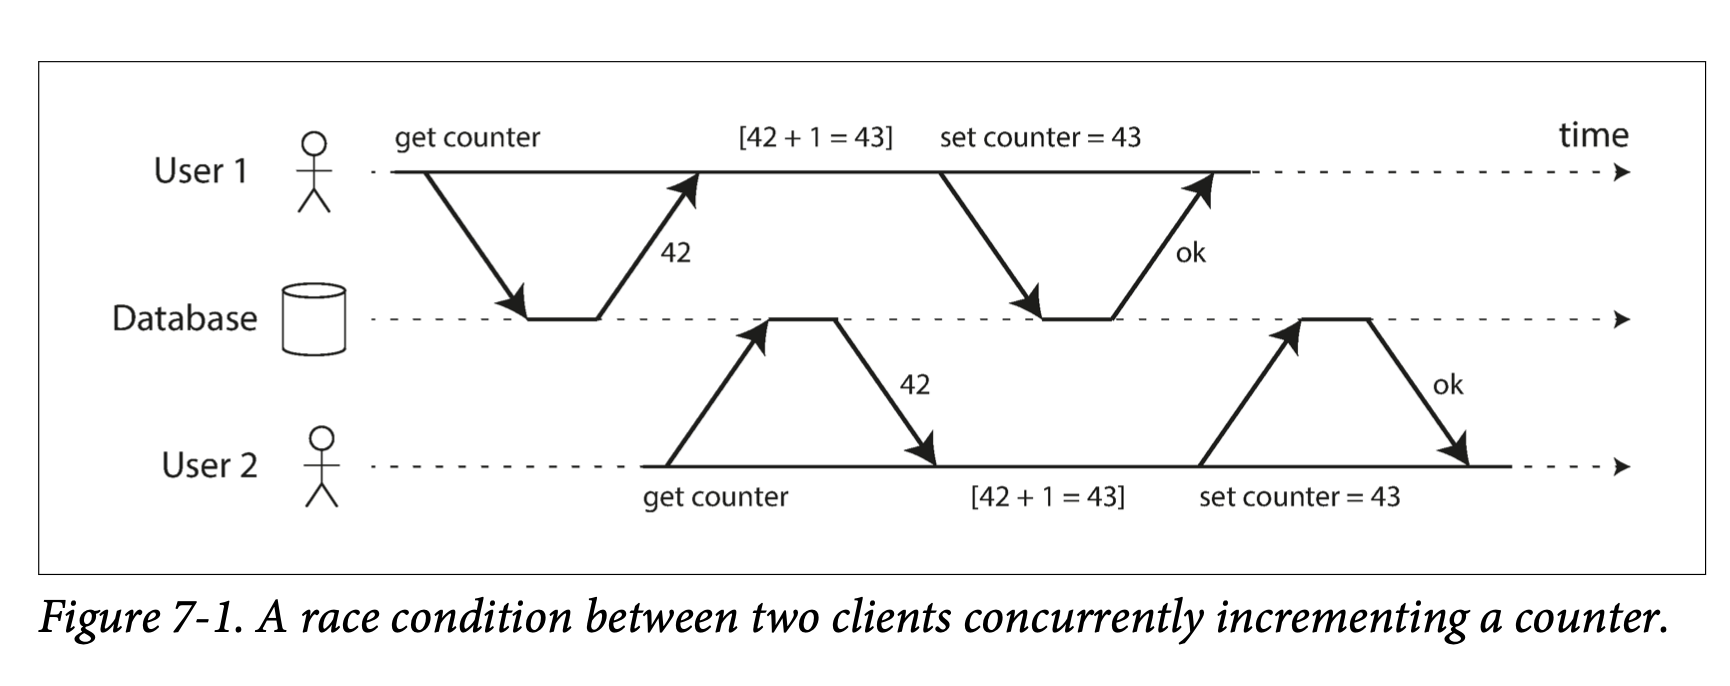 get counter [42 + 1 = 43] set counter = 43 time
User 1
42 ok
Database
42 ok
User 2
get counter [42 + 1 = 43] set counter = 43
Figure 7-1. A race condition between two clients concurrently incrementing a counter.